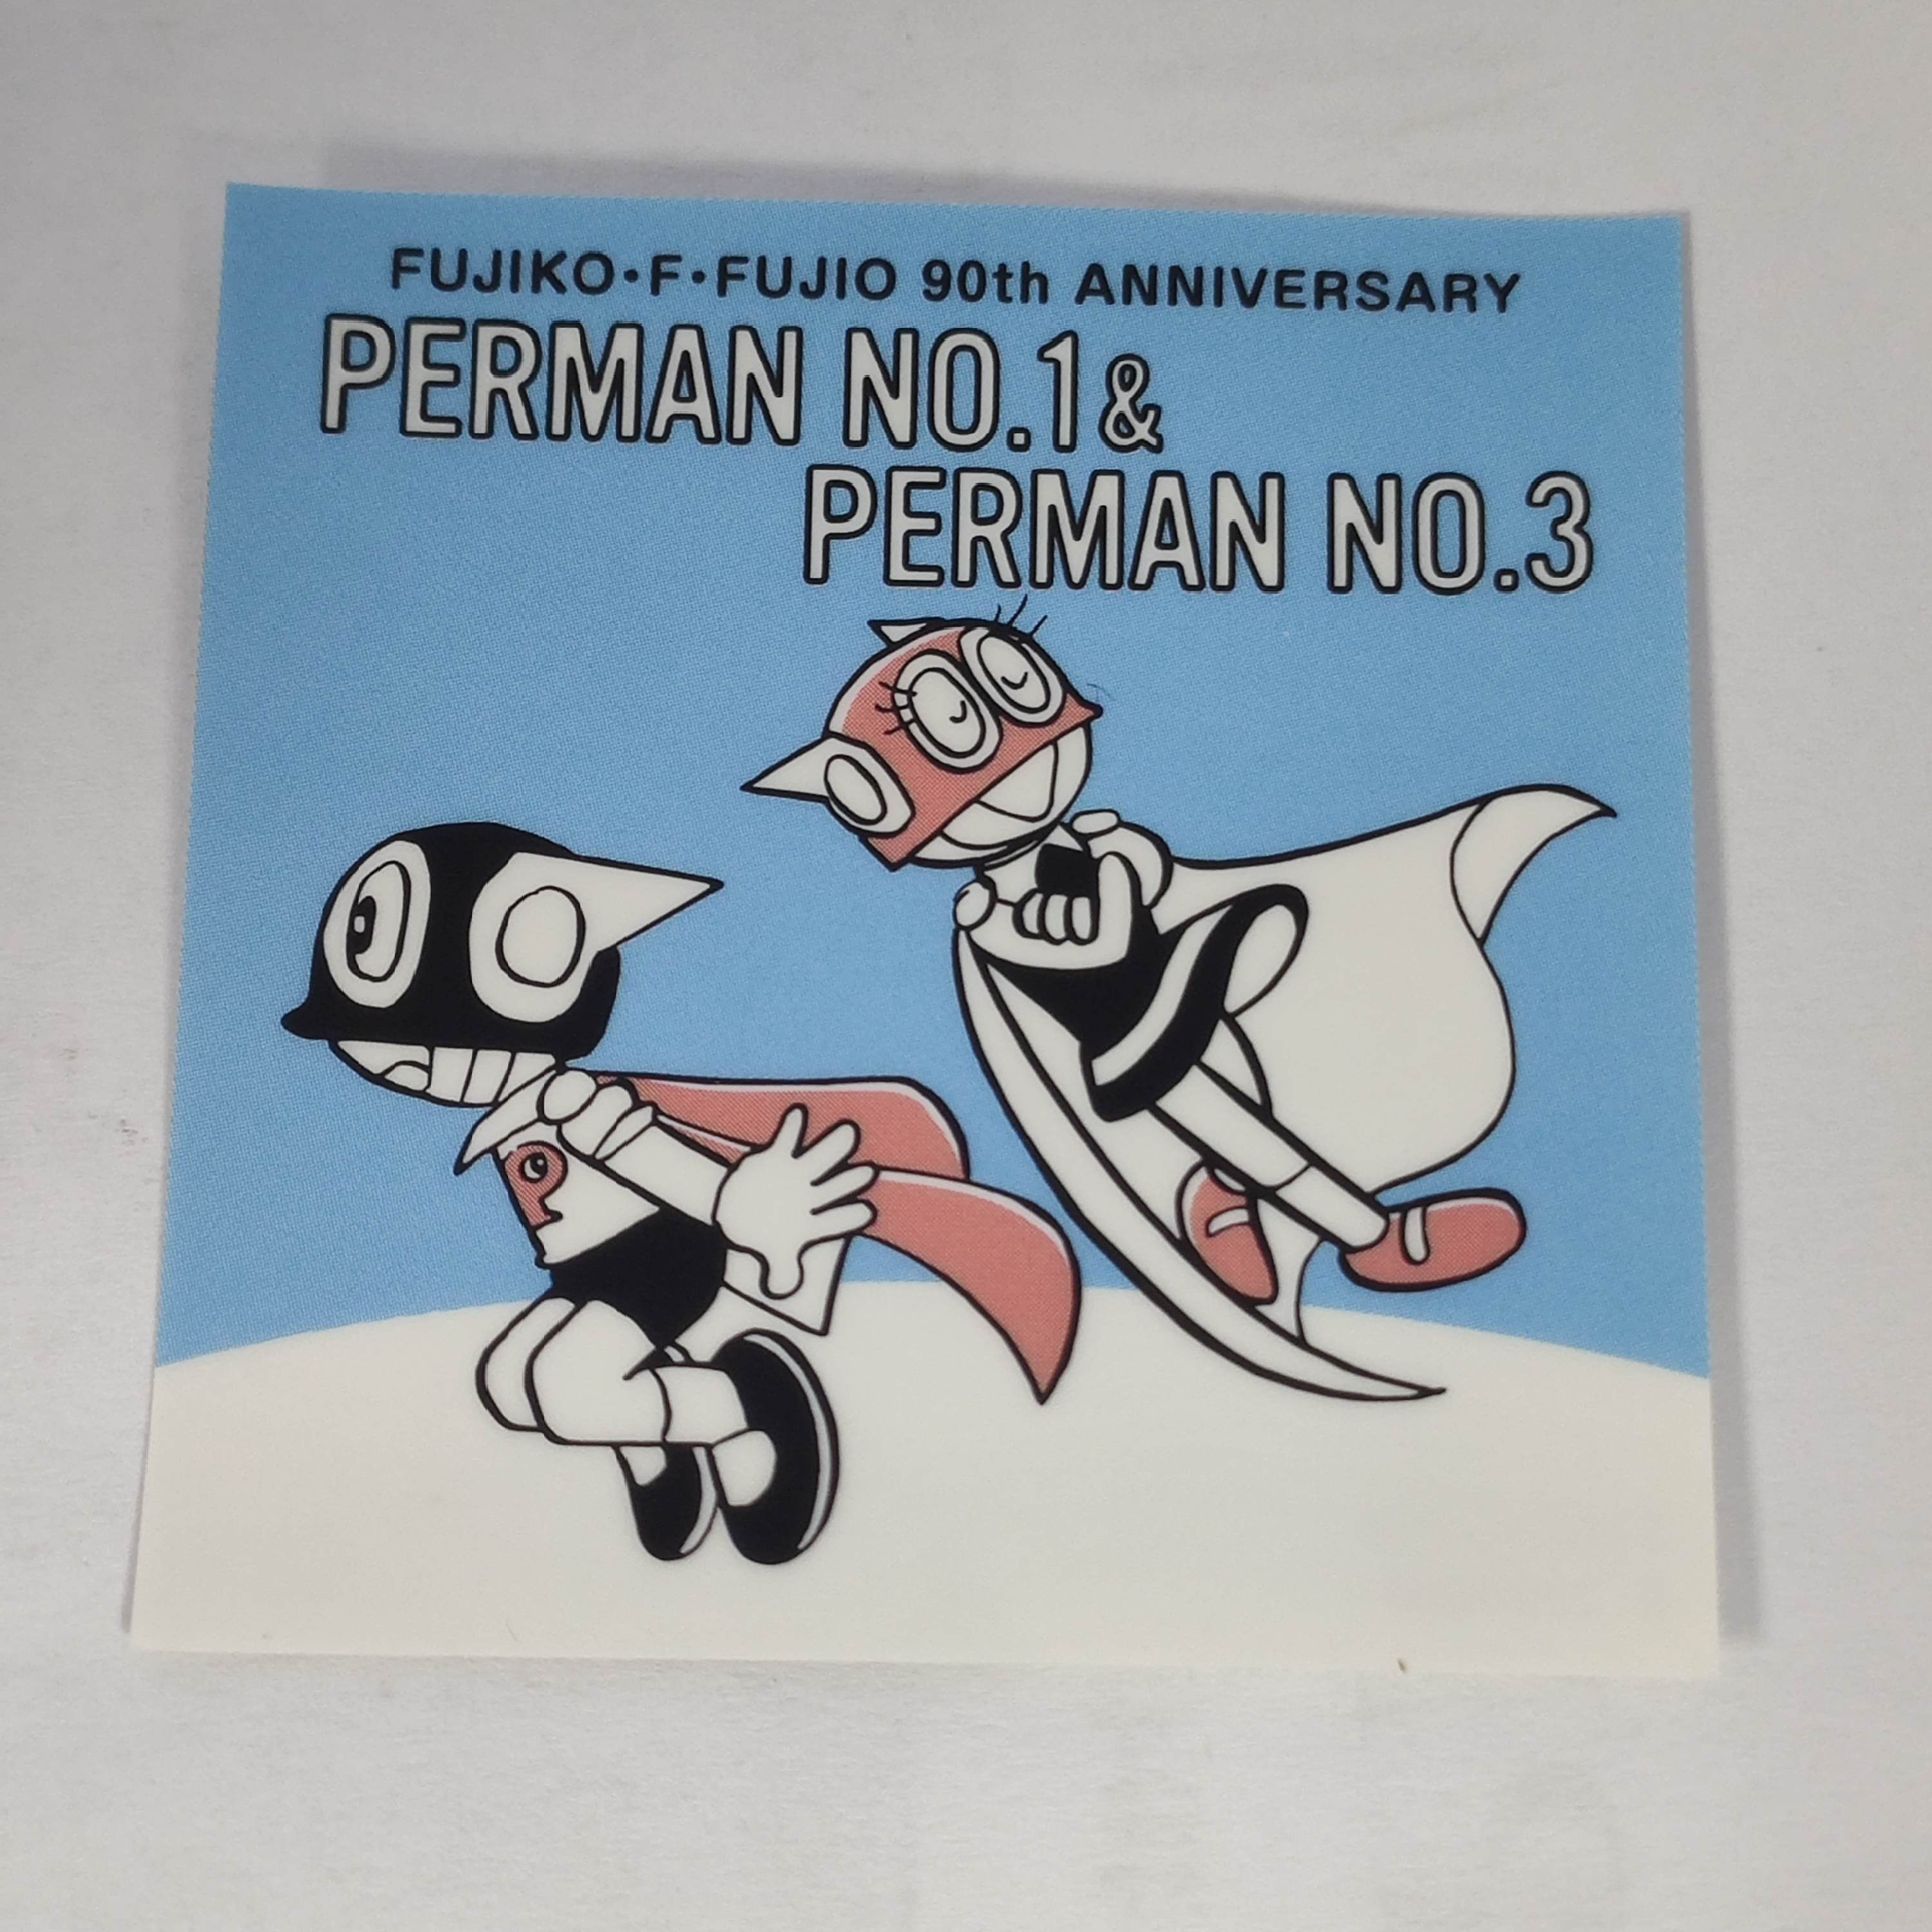 FUJIKO・F・FUJIO 90th ANNIVERSARY
PERMAN NO.1 &
PERMAN NO.3
P